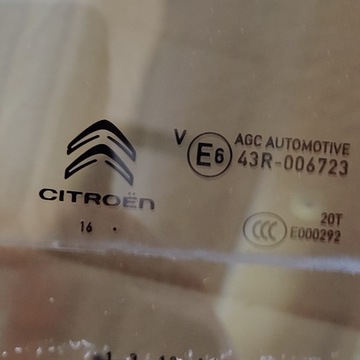 V E6 AGC AUTOMOTIVE
43R-006723
CITROËN
16 .
CCC 20T
E000292